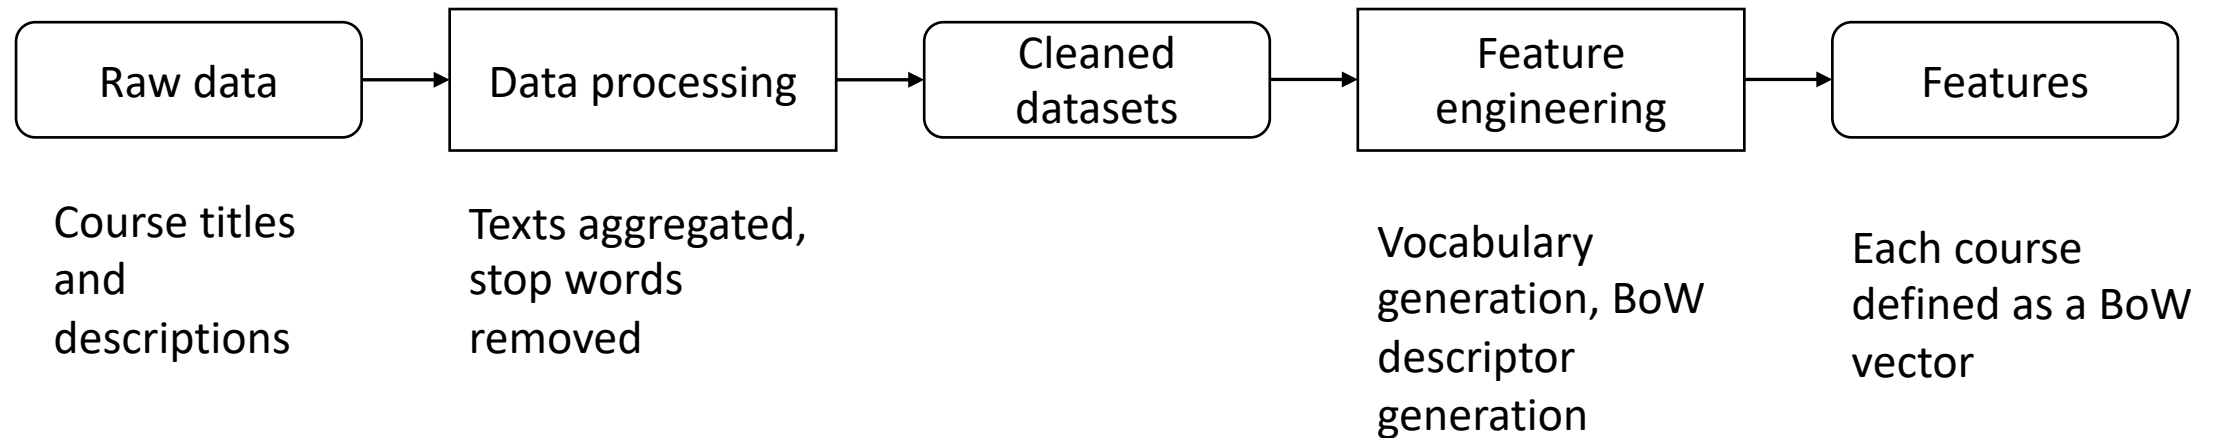 Raw data
Data processing
Cleaned
datasets
Feature
engineering
Features
Course titles
and
descriptions
Texts aggregated,
stop words
removed
Vocabulary
generation, BoW
descriptor
generation
Each course
defined as a BoW
vector